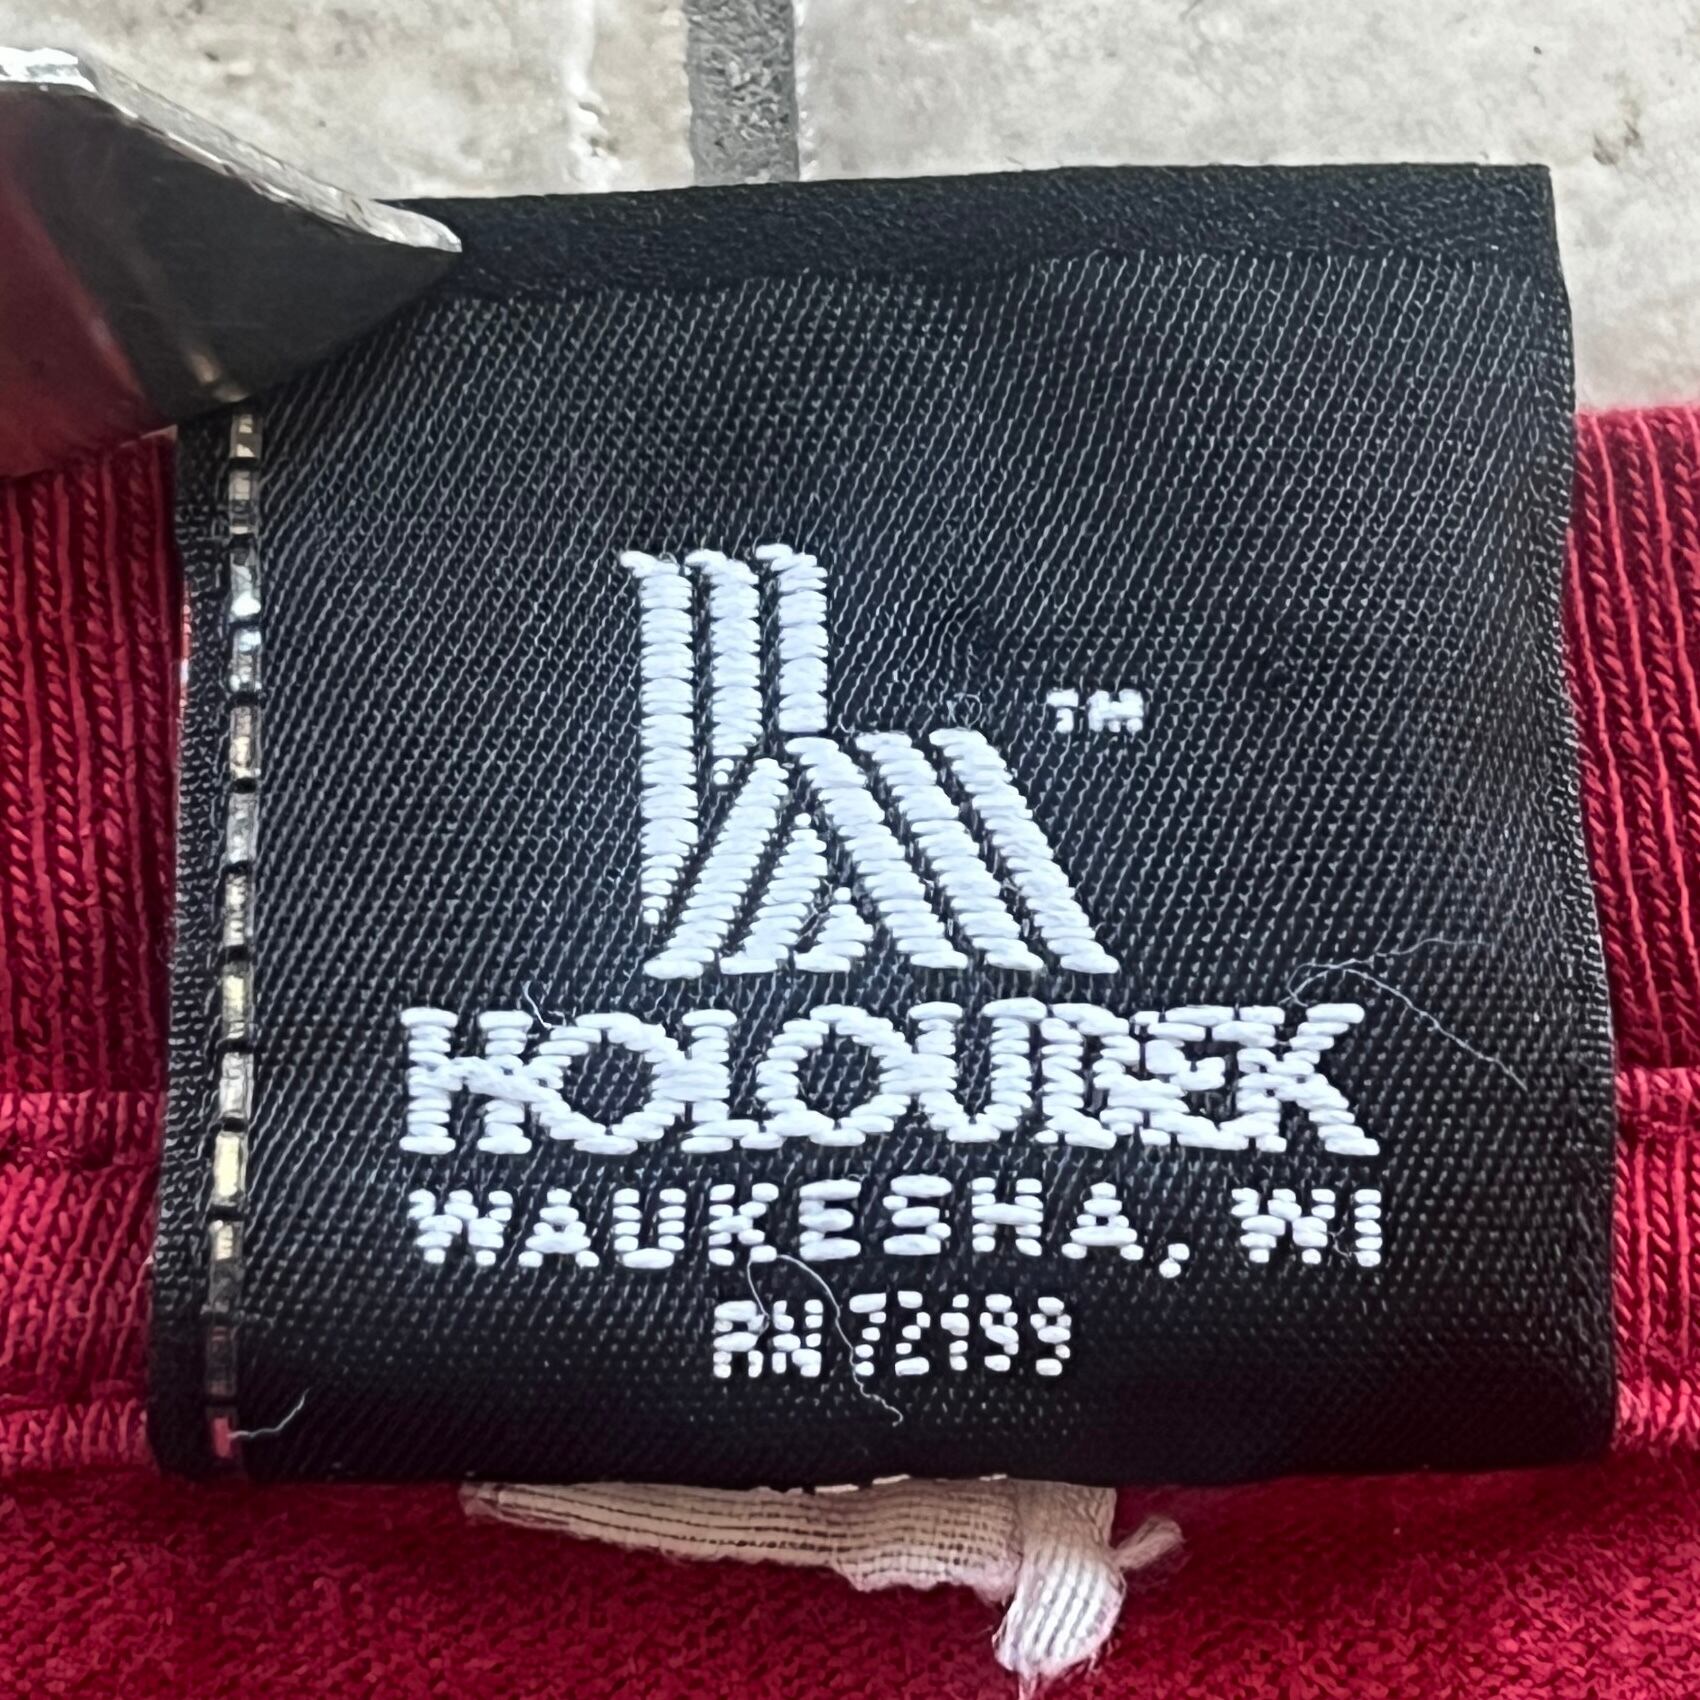 TM
HOLOUBEK
WAUKESHA, WI
RN 72199